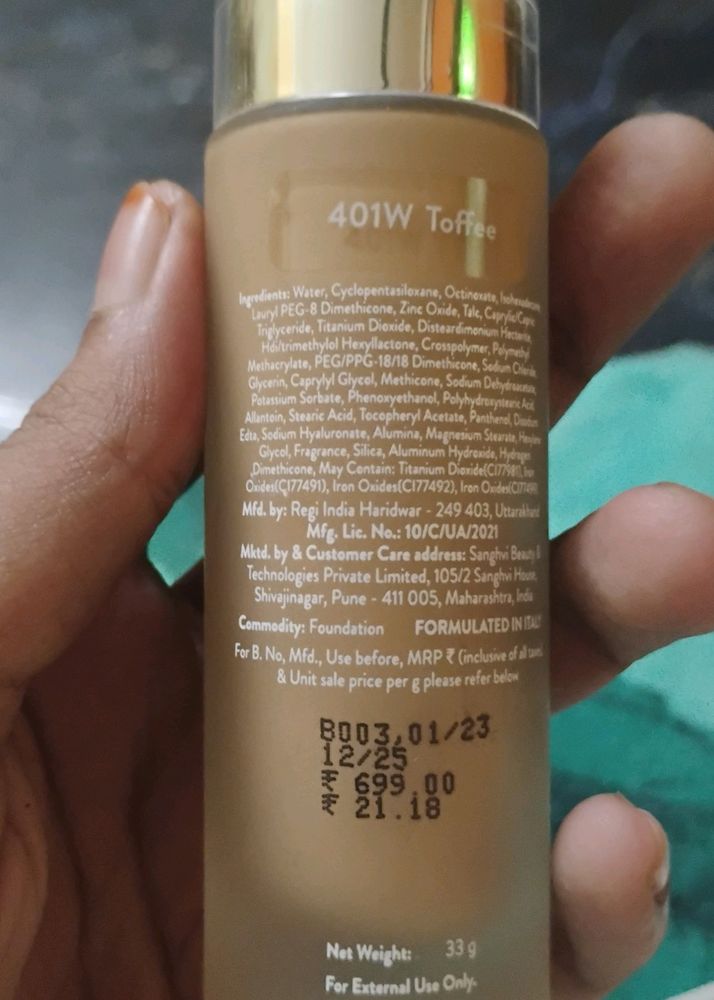 401W Toffee
Ingredients: Water, Cyclopentasiloxane, Octinoxate, Isohexadecane,
Lauryl PEG-8 Dimethicone, Zinc Oxide, Talc, Caprylic/Capric
Triglyceride, Titanium Dioxide, Disteardimonium Hectorite,
Hdi/trimethylol Hexyllactone, Crosspolymer, Polymethyl
Methacrylate, PEG/PPG-18/18 Dimethicone, Sodium Chloride,
Glycerin, Caprylyl Glycol, Methicone, Sodium Dehydroacetate,
Potassium Sorbate, Phenoxyethanol, Polyhydroxystearic Acid,
Allantoin, Stearic Acid, Tocopheryl Acetate, Panthenol, Disodium
Edta, Sodium Hyaluronate, Alumina, Magnesium Stearate, Hexylene
Glycol, Fragrance, Silica, Aluminum Hydroxide, Hydrogen
Dimethicone, May Contain: Titanium Dioxide(CI77981), Iron
Oxides(CI77491), Iron Oxides(CI77492), Iron Oxides(CI77499)
Mfd. by: Regi India Haridwar - 249 403, Uttarakhand
Mfg. Lic. No.: 10/C/UA/2021
Mktd. by & Customer Care address: Sanghvi Beauty &
Technologies Private Limited, 105/2 Sanghvi House,
Shivajinagar, Pune - 411 005, Maharashtra, India
Commodity: Foundation FORMULATED IN ITALY
For B. No, Mfd., Use before, MRP ₹ (inclusive of all taxes)
& Unit sale price per g please refer below
B003,01/23
12/25
₹ 699.00
₹ 21.18
Net Weight: 33 g
For External Use Only.